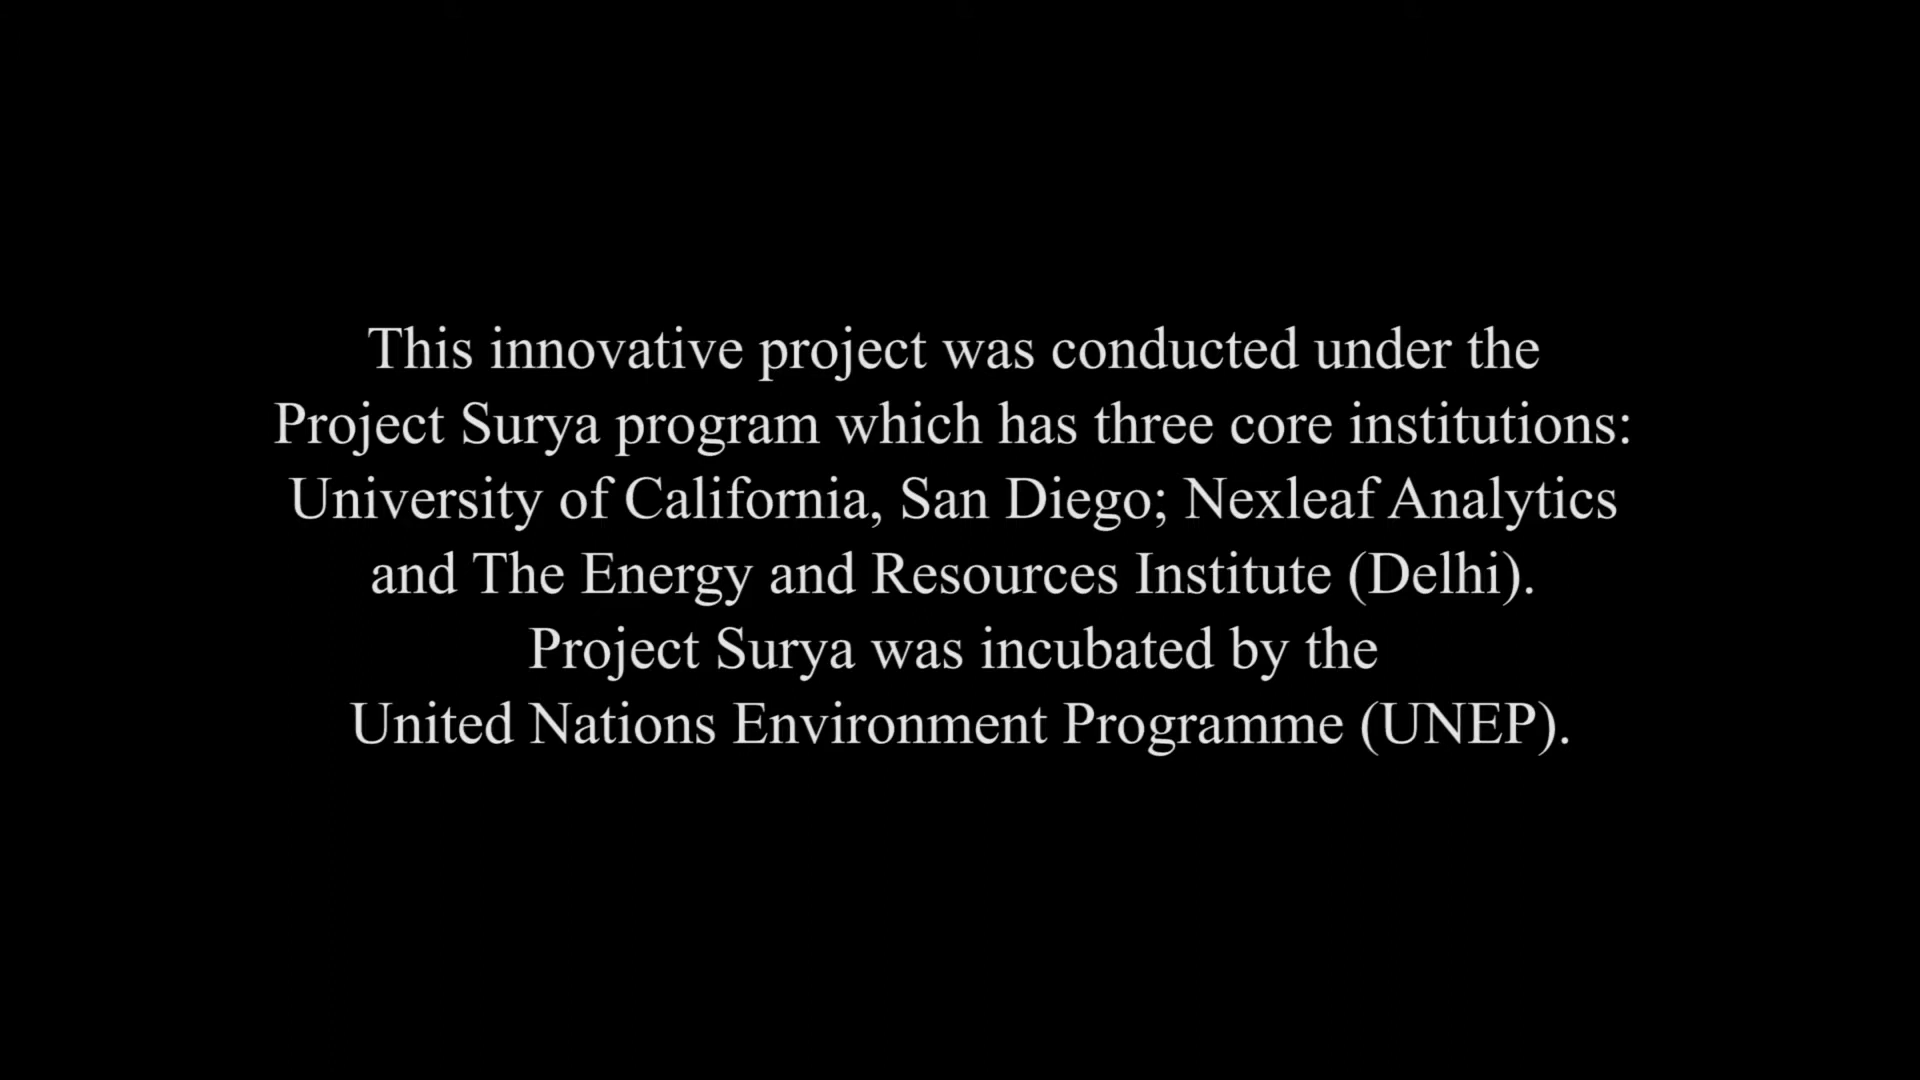 This innovative project was conducted under the
Project Surya program which has three core institutions:
University of California, San Diego; Nexleaf Analytics
and The Energy and Resources Institute (Delhi).
Project Surya was incubated by the
United Nations Environment Programme (UNEP).